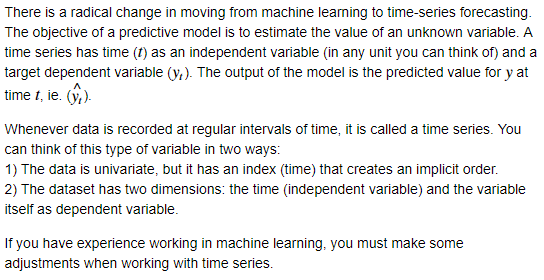 There is a radical change in moving from machine learning to time-series forecasting.
The objective of a predictive model is to estimate the value of an unknown variable. A
time series has time (t) as an independent variable (in any unit you can think of) and a
target dependent variable (yₜ). The output of the model is the predicted value for y at
time t, ie. (ŷₜ).
Whenever data is recorded at regular intervals of time, it is called a time series. You
can think of this type of variable in two ways:
1) The data is univariate, but it has an index (time) that creates an implicit order.
2) The dataset has two dimensions: the time (independent variable) and the variable
itself as dependent variable.
If you have experience working in machine learning, you must make some
adjustments when working with time series.